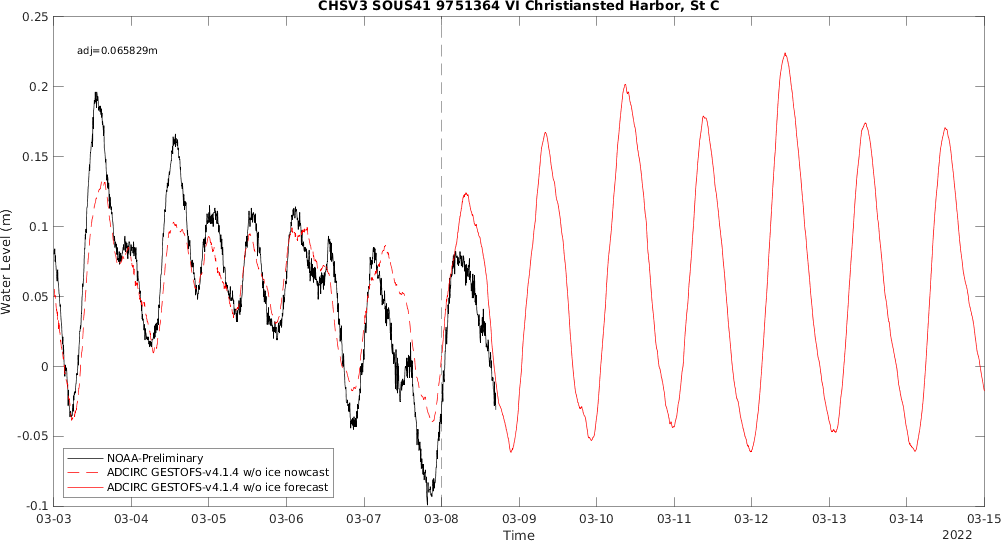 CHSV3 SOUS41 9751364 VI Christiansted Harbor, St C
adj=0.065829m
0.25
0.2
0.15
0.1
0.05
0
-0.05
-0.1
Water Level (m)
NOAA-Preliminary
ADCIRC GESTOFS-v4.1.4 w/o ice nowcast
ADCIRC GESTOFS-v4.1.4 w/o ice forecast
03-03 03-04 03-05 03-06 03-07 03-08 03-09 03-10 03-11 03-12 03-13 03-14 03-15
Time
2022